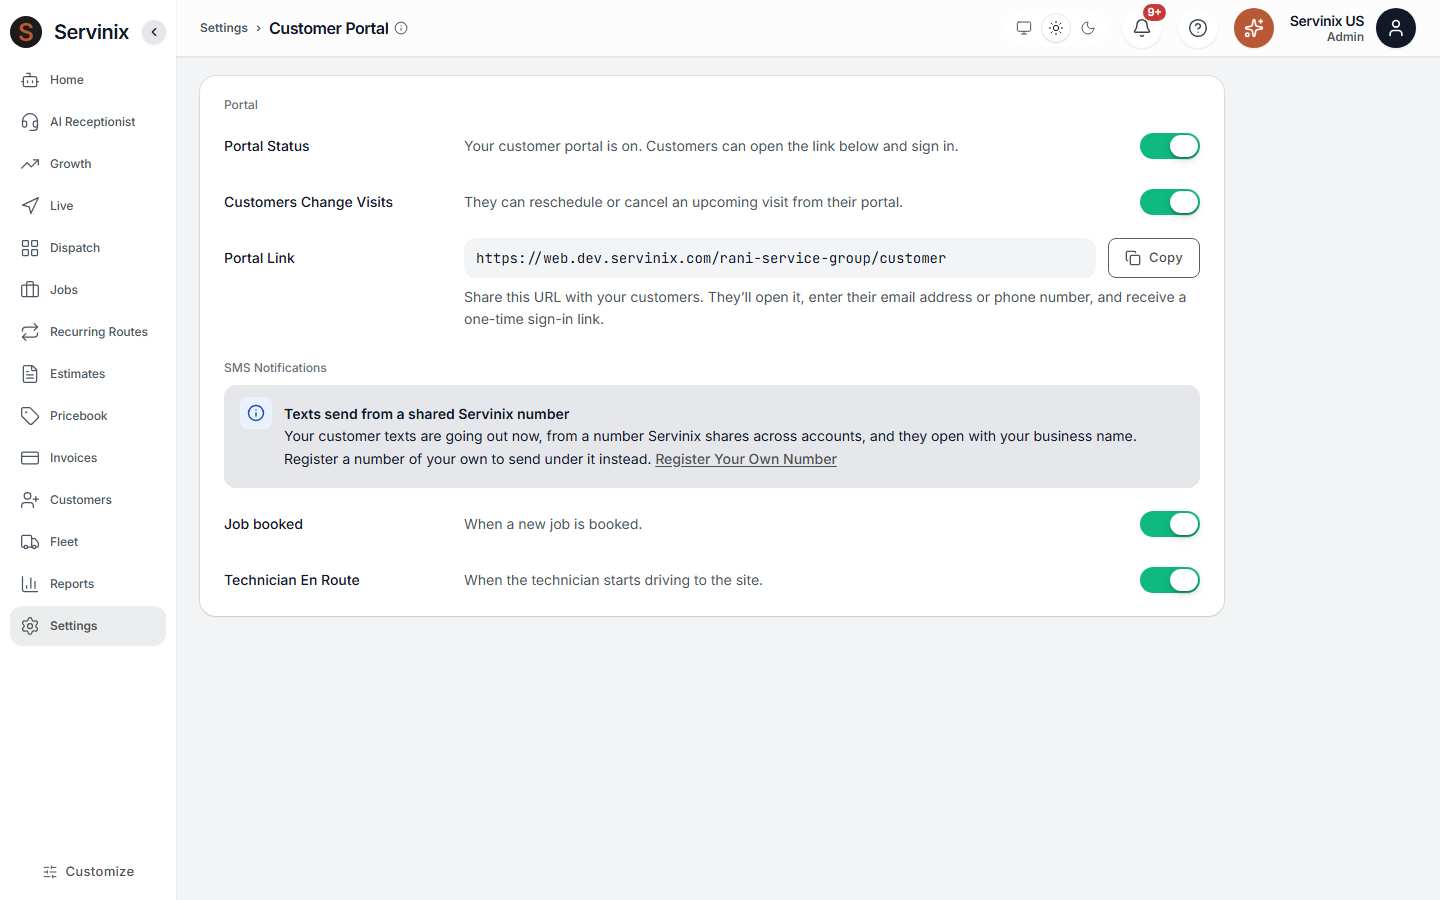 S Servinix
Settings › Customer Portal
9+
Servinix US
Admin
Home
AI Receptionist
Growth
Live
Dispatch
Jobs
Recurring Routes
Estimates
Pricebook
Invoices
Customers
Fleet
Reports
Settings
Customize
Portal
Portal Status
Your customer portal is on. Customers can open the link below and sign in.
Customers Change Visits
They can reschedule or cancel an upcoming visit from their portal.
Portal Link
https://web.dev.servinix.com/rani-service-group/customer
Copy
Share this URL with your customers. They’ll open it, enter their email address or phone number, and receive a
one-time sign-in link.
SMS Notifications
Texts send from a shared Servinix number
Your customer texts are going out now, from a number Servinix shares across accounts, and they open with your business name.
Register a number of your own to send under it instead. Register Your Own Number
Job booked
When a new job is booked.
Technician En Route
When the technician starts driving to the site.